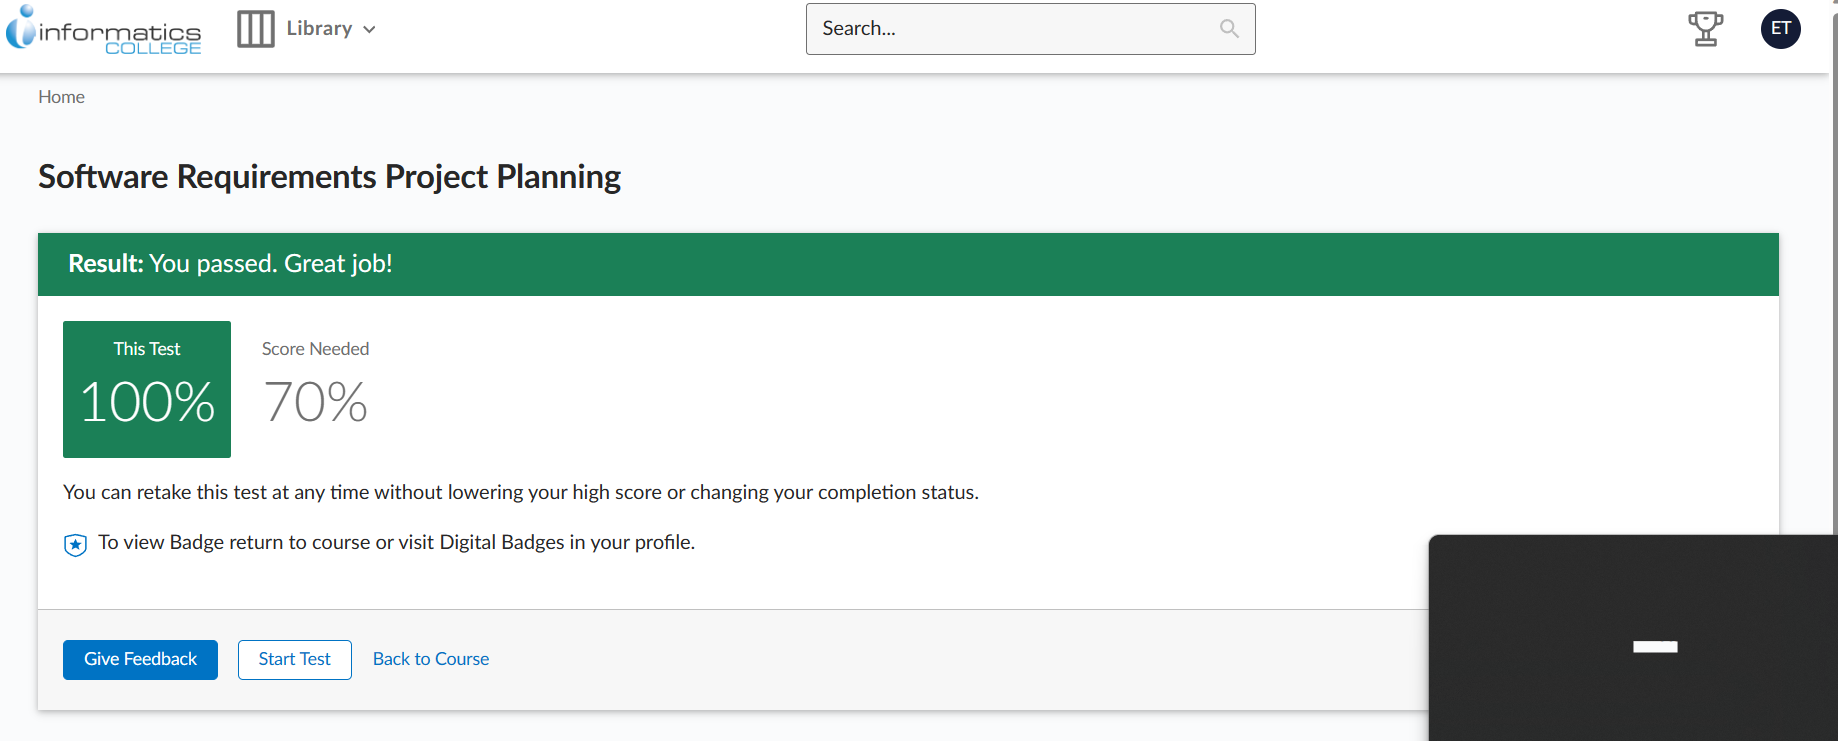 informatics
COLLEGE
Library
Search...
ET
Home
Software Requirements Project Planning
Result: You passed. Great job!
This Test
Score Needed
100%
70%
You can retake this test at any time without lowering your high score or changing your completion status.
To view Badge return to course or visit Digital Badges in your profile.
Give Feedback
Start Test
Back to Course